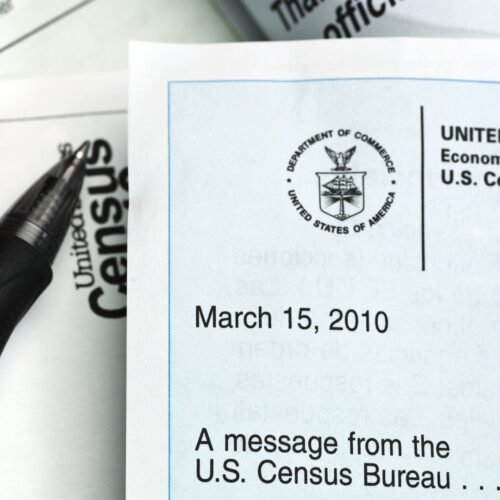 Tha
offici
United S
Census
DEPARTMENT OF COMMERCE
UNITED STATES OF AMERICA
UNITE
Econom
U.S. Ce
March 15, 2010
A message from the
U.S. Census Bureau . . .